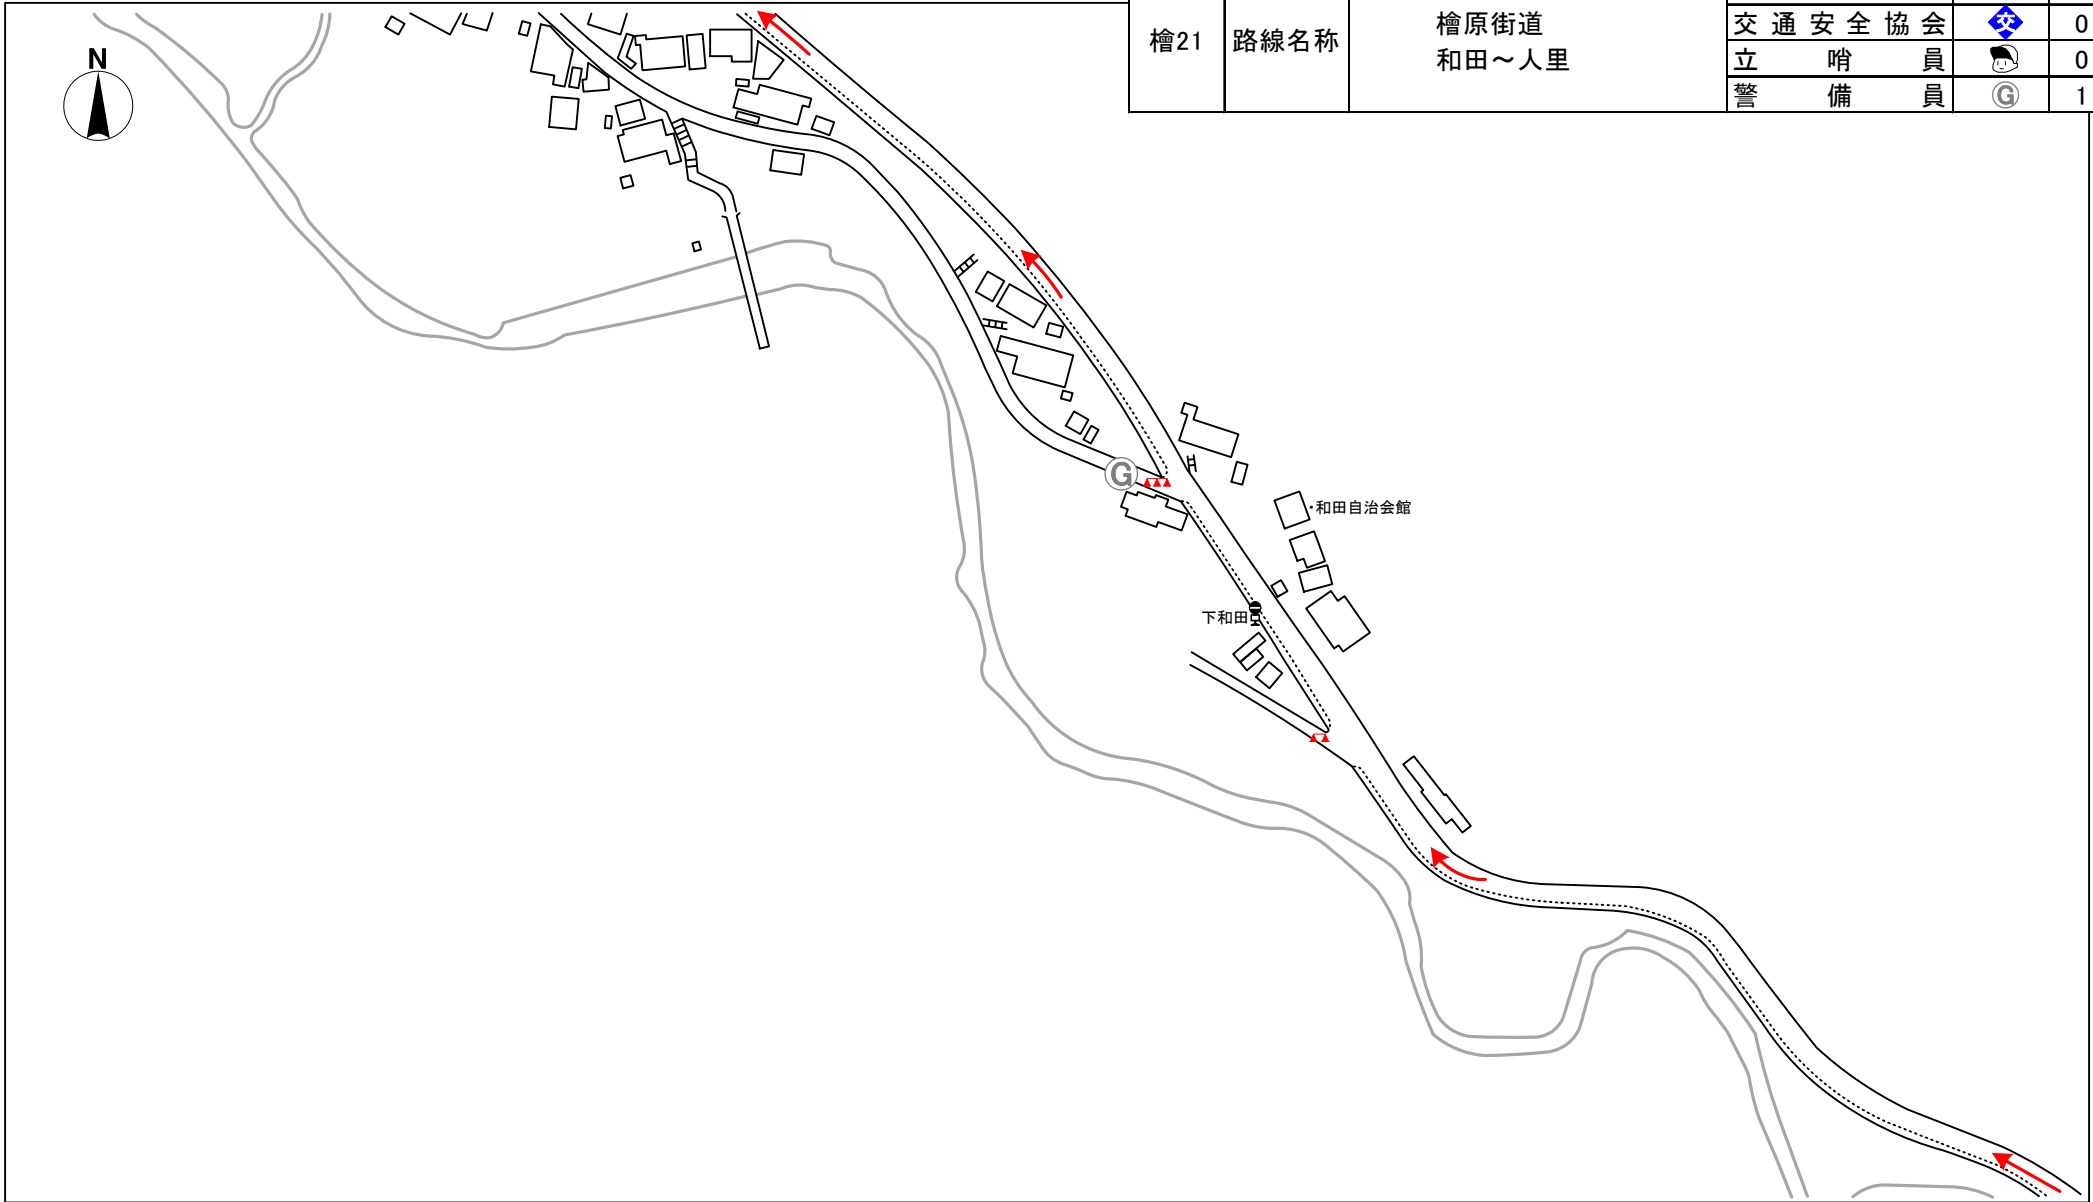 檜21 路線名称 檜原街道
和田～人里
交通安全協会 交 0
立哨員 0
警備員 G 1
N
G
・和田自治会館
下和田